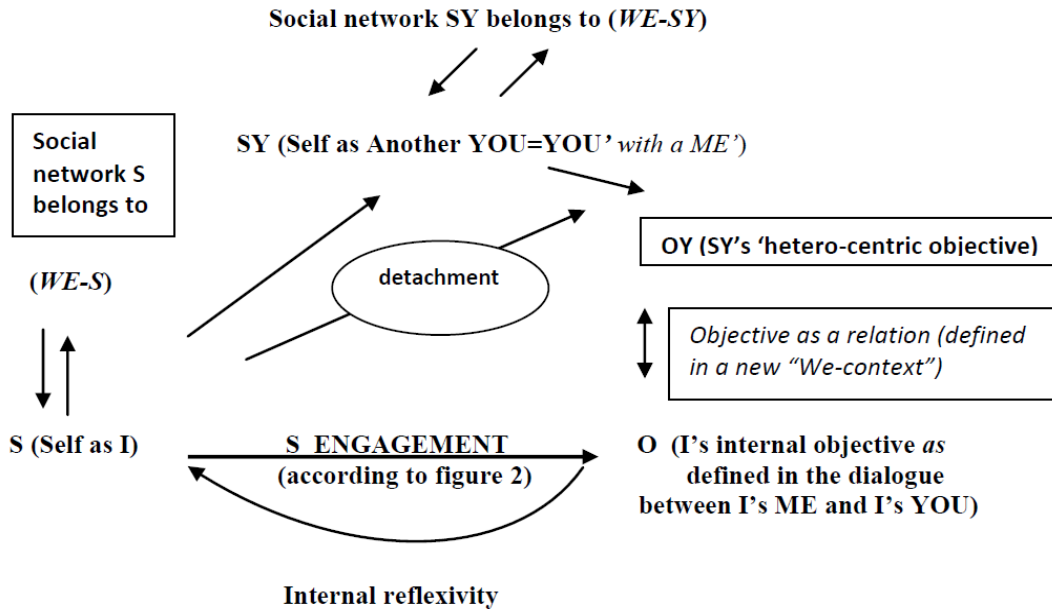 Social network SY belongs to (WE-SY)
Social
network S
belongs to
SY (Self as Another YOU=YOU’ with a ME’)
detachment
OY (SY’s ‘hetero-centric objective)
(WE-S)
Objective as a relation (defined
in a new “We-context”)
S (Self as I)
S ENGAGEMENT
(according to figure 2)
O (I’s internal objective as
defined in the dialogue
between I’s ME and I’s YOU)
Internal reflexivity